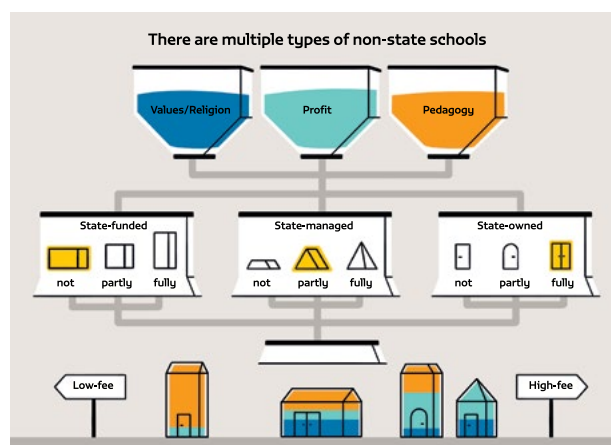 There are multiple types of non-state schools
Values/Religion
Profit
Pedagogy
State-funded
not
partly
fully
State-managed
not
partly
fully
State-owned
not
partly
fully
Low-fee
High-fee